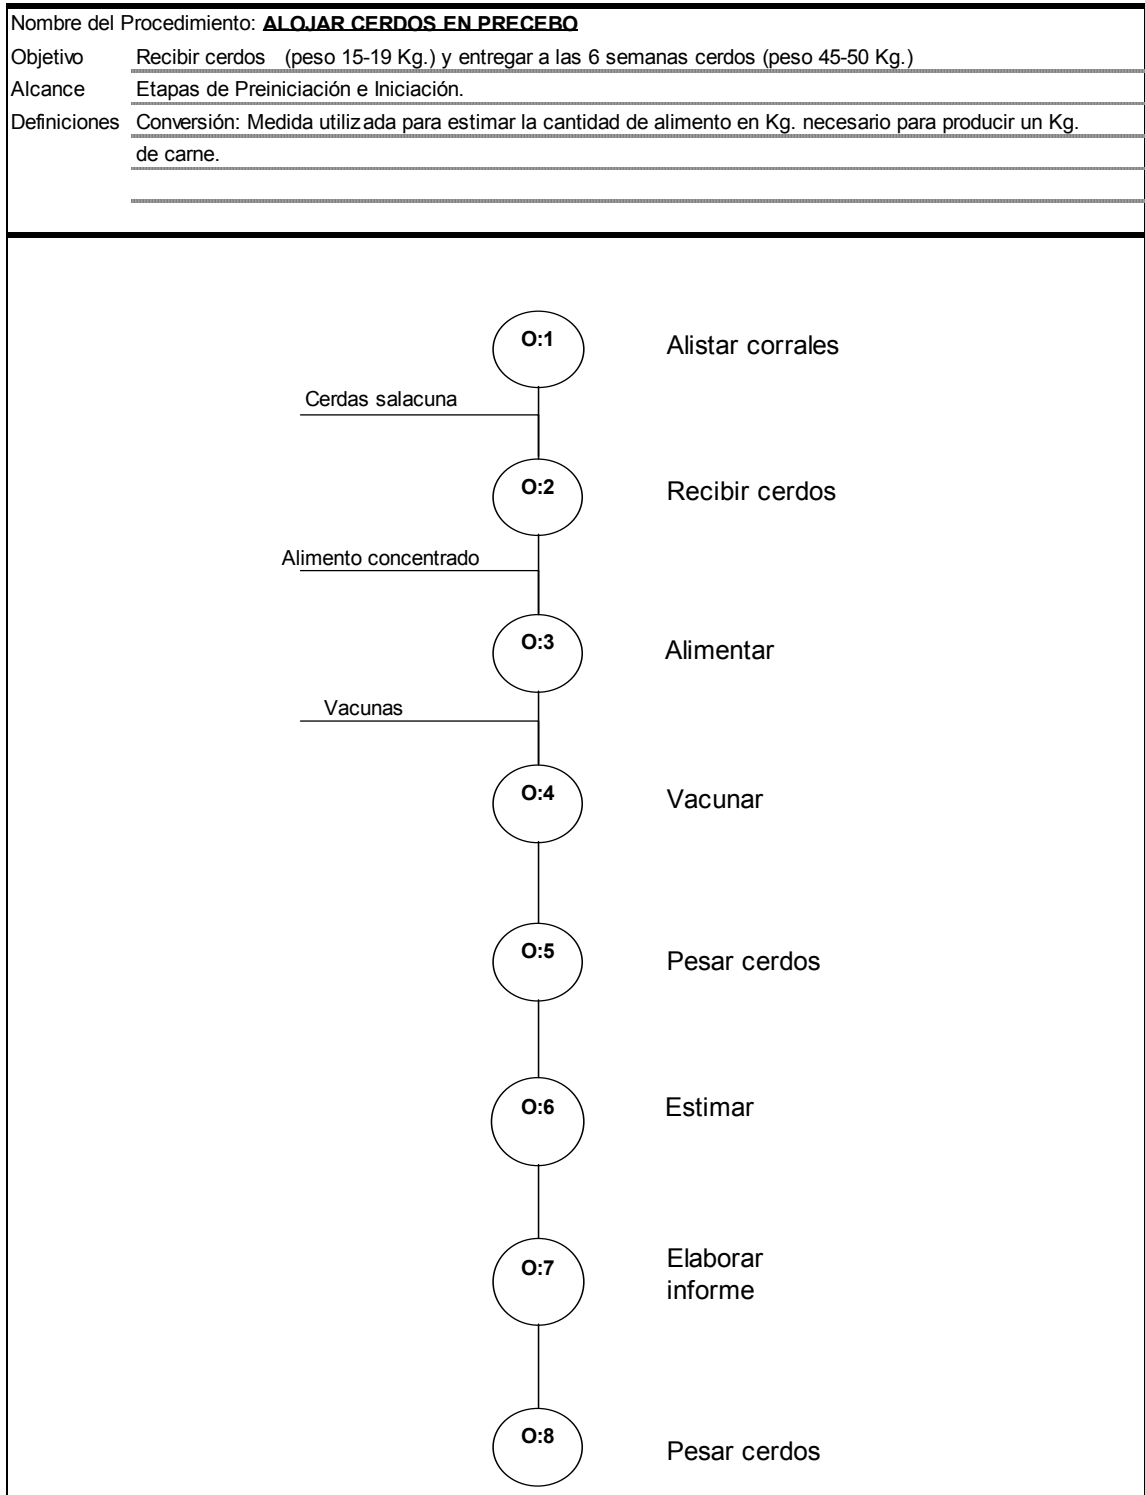 Nombre del Procedimiento: ALOJAR CERDOS EN PRECEBO
Objetivo Recibir cerdos (peso 15-19 Kg.) y entregar a las 6 semanas cerdos (peso 45-50 Kg.)
Alcance Etapas de Preiniciación e Iniciación.
Definiciones Conversión: Medida utilizada para estimar la cantidad de alimento en Kg. necesario para producir un Kg.
de carne.
O:1 Alistar corrales
Cerdas salacuna
O:2 Recibir cerdos
Alimento concentrado
O:3 Alimentar
Vacunas
O:4 Vacunar
O:5 Pesar cerdos
O:6 Estimar
O:7 Elaborar
informe
O:8 Pesar cerdos